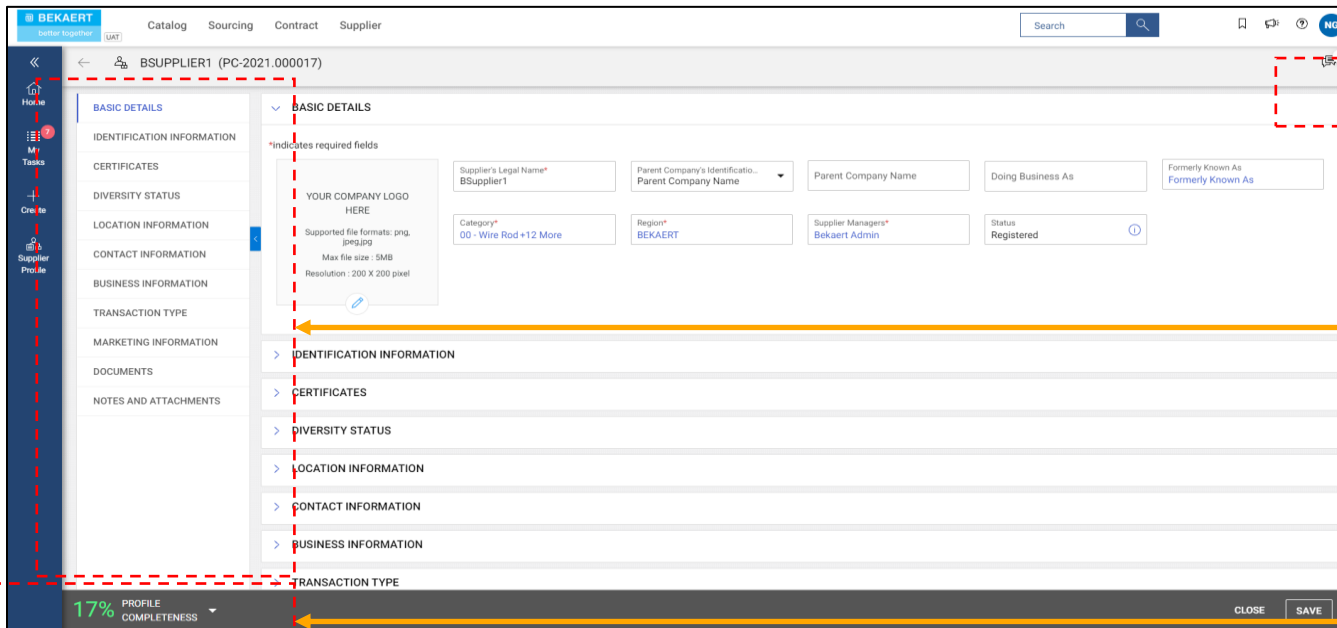 BEKAERT
better together
UAT
Catalog Sourcing Contract Supplier
Search
NG
BSUPPLIER1 (PC-2021.000017)
Home
7
My
Tasks
Create
Supplier
Profile
BASIC DETAILS
IDENTIFICATION INFORMATION
CERTIFICATES
DIVERSITY STATUS
LOCATION INFORMATION
CONTACT INFORMATION
BUSINESS INFORMATION
TRANSACTION TYPE
MARKETING INFORMATION
DOCUMENTS
NOTES AND ATTACHMENTS
BASIC DETAILS
*indicates required fields
YOUR COMPANY LOGO
HERE
Supported file formats: png,
jpeg,jpg
Max file size : 5MB
Resolution : 200 X 200 pixel
Supplier's Legal Name*
BSupplier1
Parent Company's Identificatio...
Parent Company Name
Parent Company Name
Doing Business As
Formerly Known As
Formerly Known As
Category*
00 - Wire Rod +12 More
Region*
BEKAERT
Supplier Managers*
Bekaert Admin
Status
Registered
IDENTIFICATION INFORMATION
CERTIFICATES
DIVERSITY STATUS
LOCATION INFORMATION
CONTACT INFORMATION
BUSINESS INFORMATION
TRANSACTION TYPE
17% PROFILE
COMPLETENESS
CLOSE SAVE